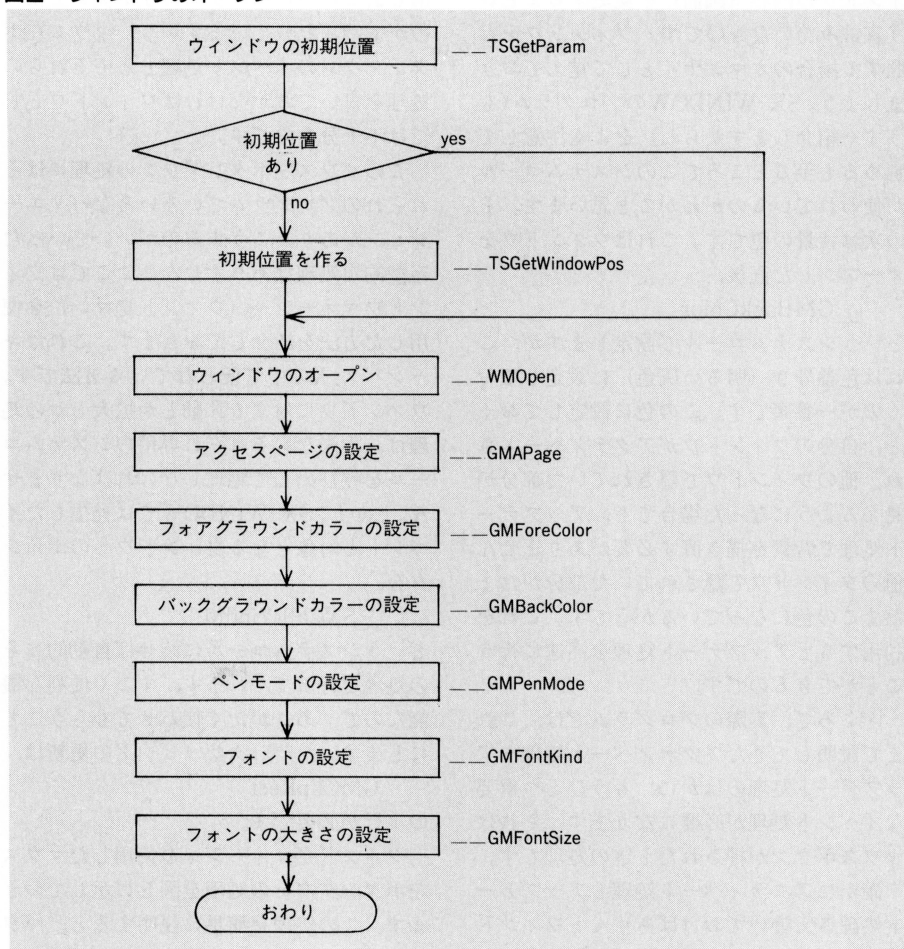 ウィンドウの初期位置 __TSGetParam
初期位置
あり
yes
no
初期位置を作る __TSGetWindowPos
ウィンドウのオープン __WMOpen
アクセスページの設定 __GMAPage
フォアグラウンドカラーの設定 __GMForeColor
バックグラウンドカラーの設定 __GMBackColor
ペンモードの設定 __GMPenMode
フォントの設定 __GMFontKind
フォントの大きさの設定 __GMFontSize
おわり